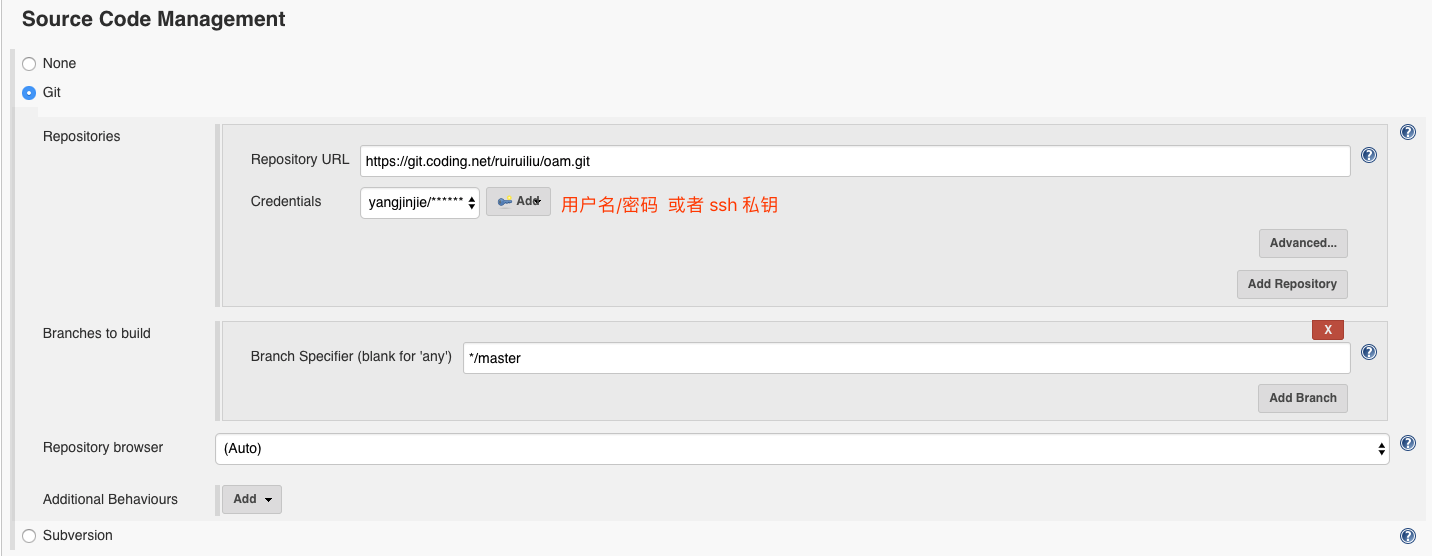 Source Code Management
None
Git
Repositories
Repository URL https://git.coding.net/ruiruiliu/oam.git
Credentials yangjinjie/****** Add 用户名/密码 或者 ssh 私钥
Advanced...
Add Repository
Branches to build
X
Branch Specifier (blank for 'any') */master
Add Branch
Repository browser (Auto)
Additional Behaviours Add
Subversion